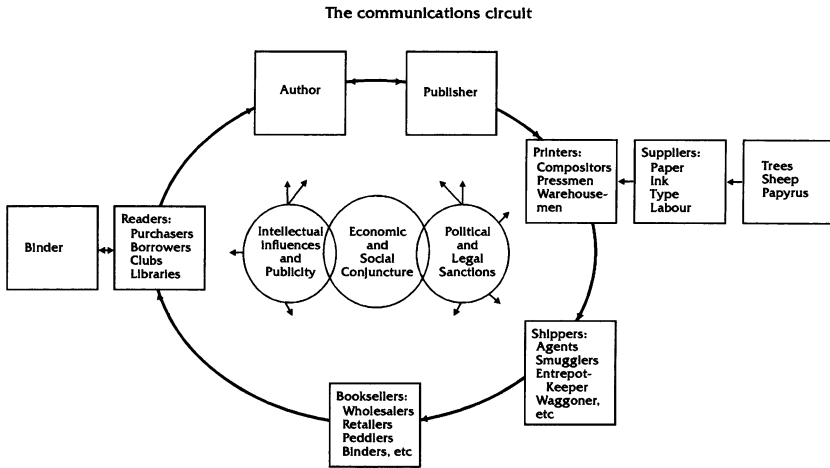 The communications circuit
Author
Publisher
Printers:
Compositors
Pressmen
Warehouse-
men
Suppliers:
Paper
Ink
Type
Labour
Trees
Sheep
Papyrus
Binder
Readers:
Purchasers
Borrowers
Clubs
Libraries
Intellectual
influences
and
Publicity
Economic
and
Social
Conjuncture
Political
and
Legal
Sanctions
Shippers:
Agents
Smugglers
Entrepot-
Keeper
Waggoner,
etc
Booksellers:
Wholesalers
Retailers
Peddlers
Binders, etc